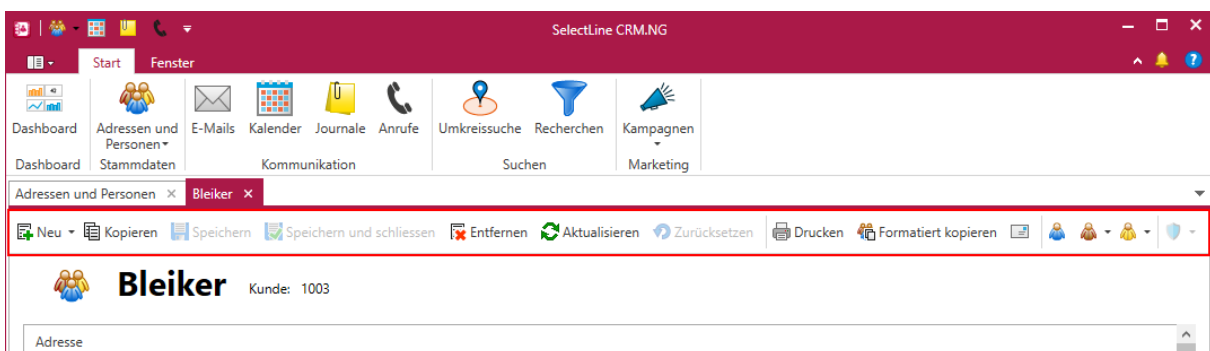 SelectLine CRM.NG
Start Fenster
Dashboard Adressen und Personen E-Mails Kalender Journale Anrufe Umkreissuche Recherchen Kampagnen
Dashboard Stammdaten Kommunikation Suchen Marketing
Adressen und Personen Bleiker
Neu Kopieren Speichern Speichern und schliessen Entfernen Aktualisieren Zurücksetzen Drucken Formatiert kopieren
Bleiker Kunde: 1003
Adresse